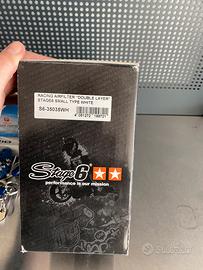 RACING AIRFILTER "DOUBLE LAYER"
STAGE6 SMALL TYPE WHITE
S6-35035WH
Stage6
performance is our mission